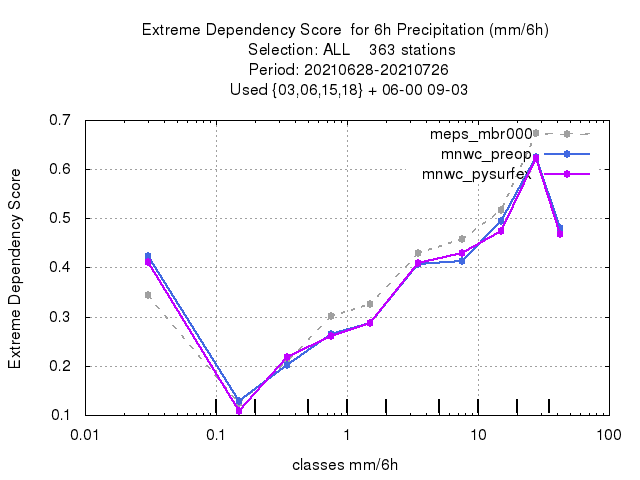 Extreme Dependency Score  for 6h Precipitation (mm/6h)
Selection: ALL    363 stations
Period: 20210628-20210726
Used {03,06,15,18} + 06-00 09-03
meps_mbr000
mnwc_preop
mnwc_pysurfex
Extreme Dependency Score
0.7
0.6
0.5
0.4
0.3
0.2
0.1
0.01 0.1 1 10 100
classes mm/6h